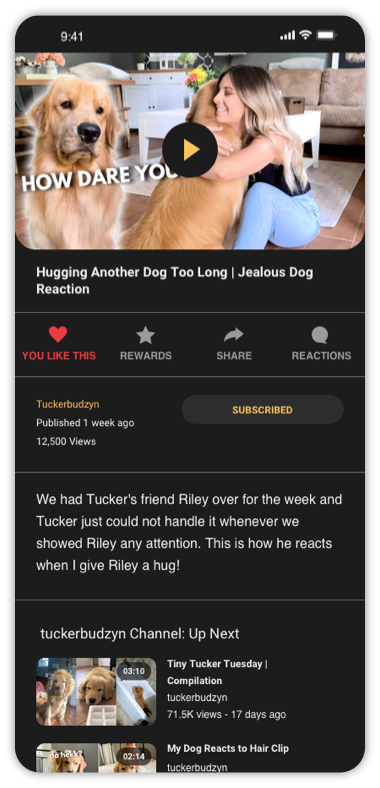 9:41
HOW DARE YOU
Hugging Another Dog Too Long | Jealous Dog
Reaction
YOU LIKE THIS
REWARDS
SHARE
REACTIONS
Tuckerbudzyn
Published 1 week ago
12,500 Views
SUBSCRIBED
We had Tucker's friend Riley over for the week and
Tucker just could not handle it whenever we
showed Riley any attention. This is how he reacts
when I give Riley a hug!
tuckerbudzyn Channel: Up Next
03:10
Tiny Tucker Tuesday |
Compilation
tuckerbudzyn
71.5K views - 17 days ago
do hekk?
02:14
My Dog Reacts to Hair Clip
tuckerbudzyn